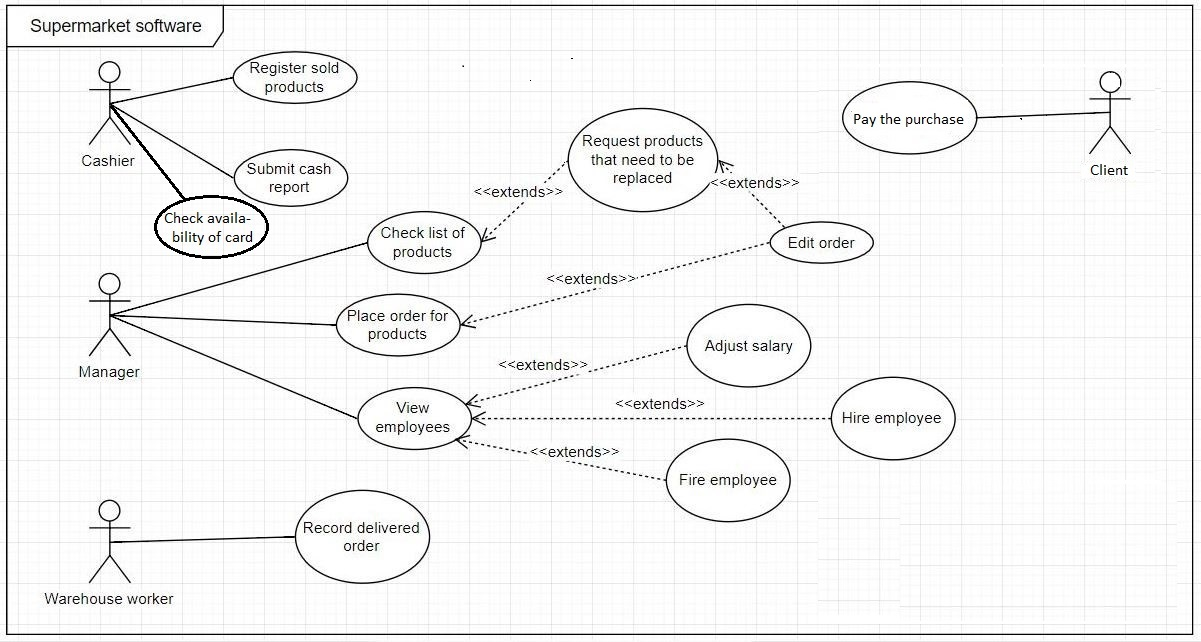 Supermarket software
Register sold
products
Cashier
Submit cash
report
Check availa-
bility of card
Request products
that need to be
replaced
Pay the purchase
Client
<<extends>>
<<extends>>
Check list of
products
Edit order
<<extends>>
Place order for
products
Manager
Adjust salary
<<extends>>
View
employees
<<extends>>
Hire employee
<<extends>>
Fire employee
Record delivered
order
Warehouse worker